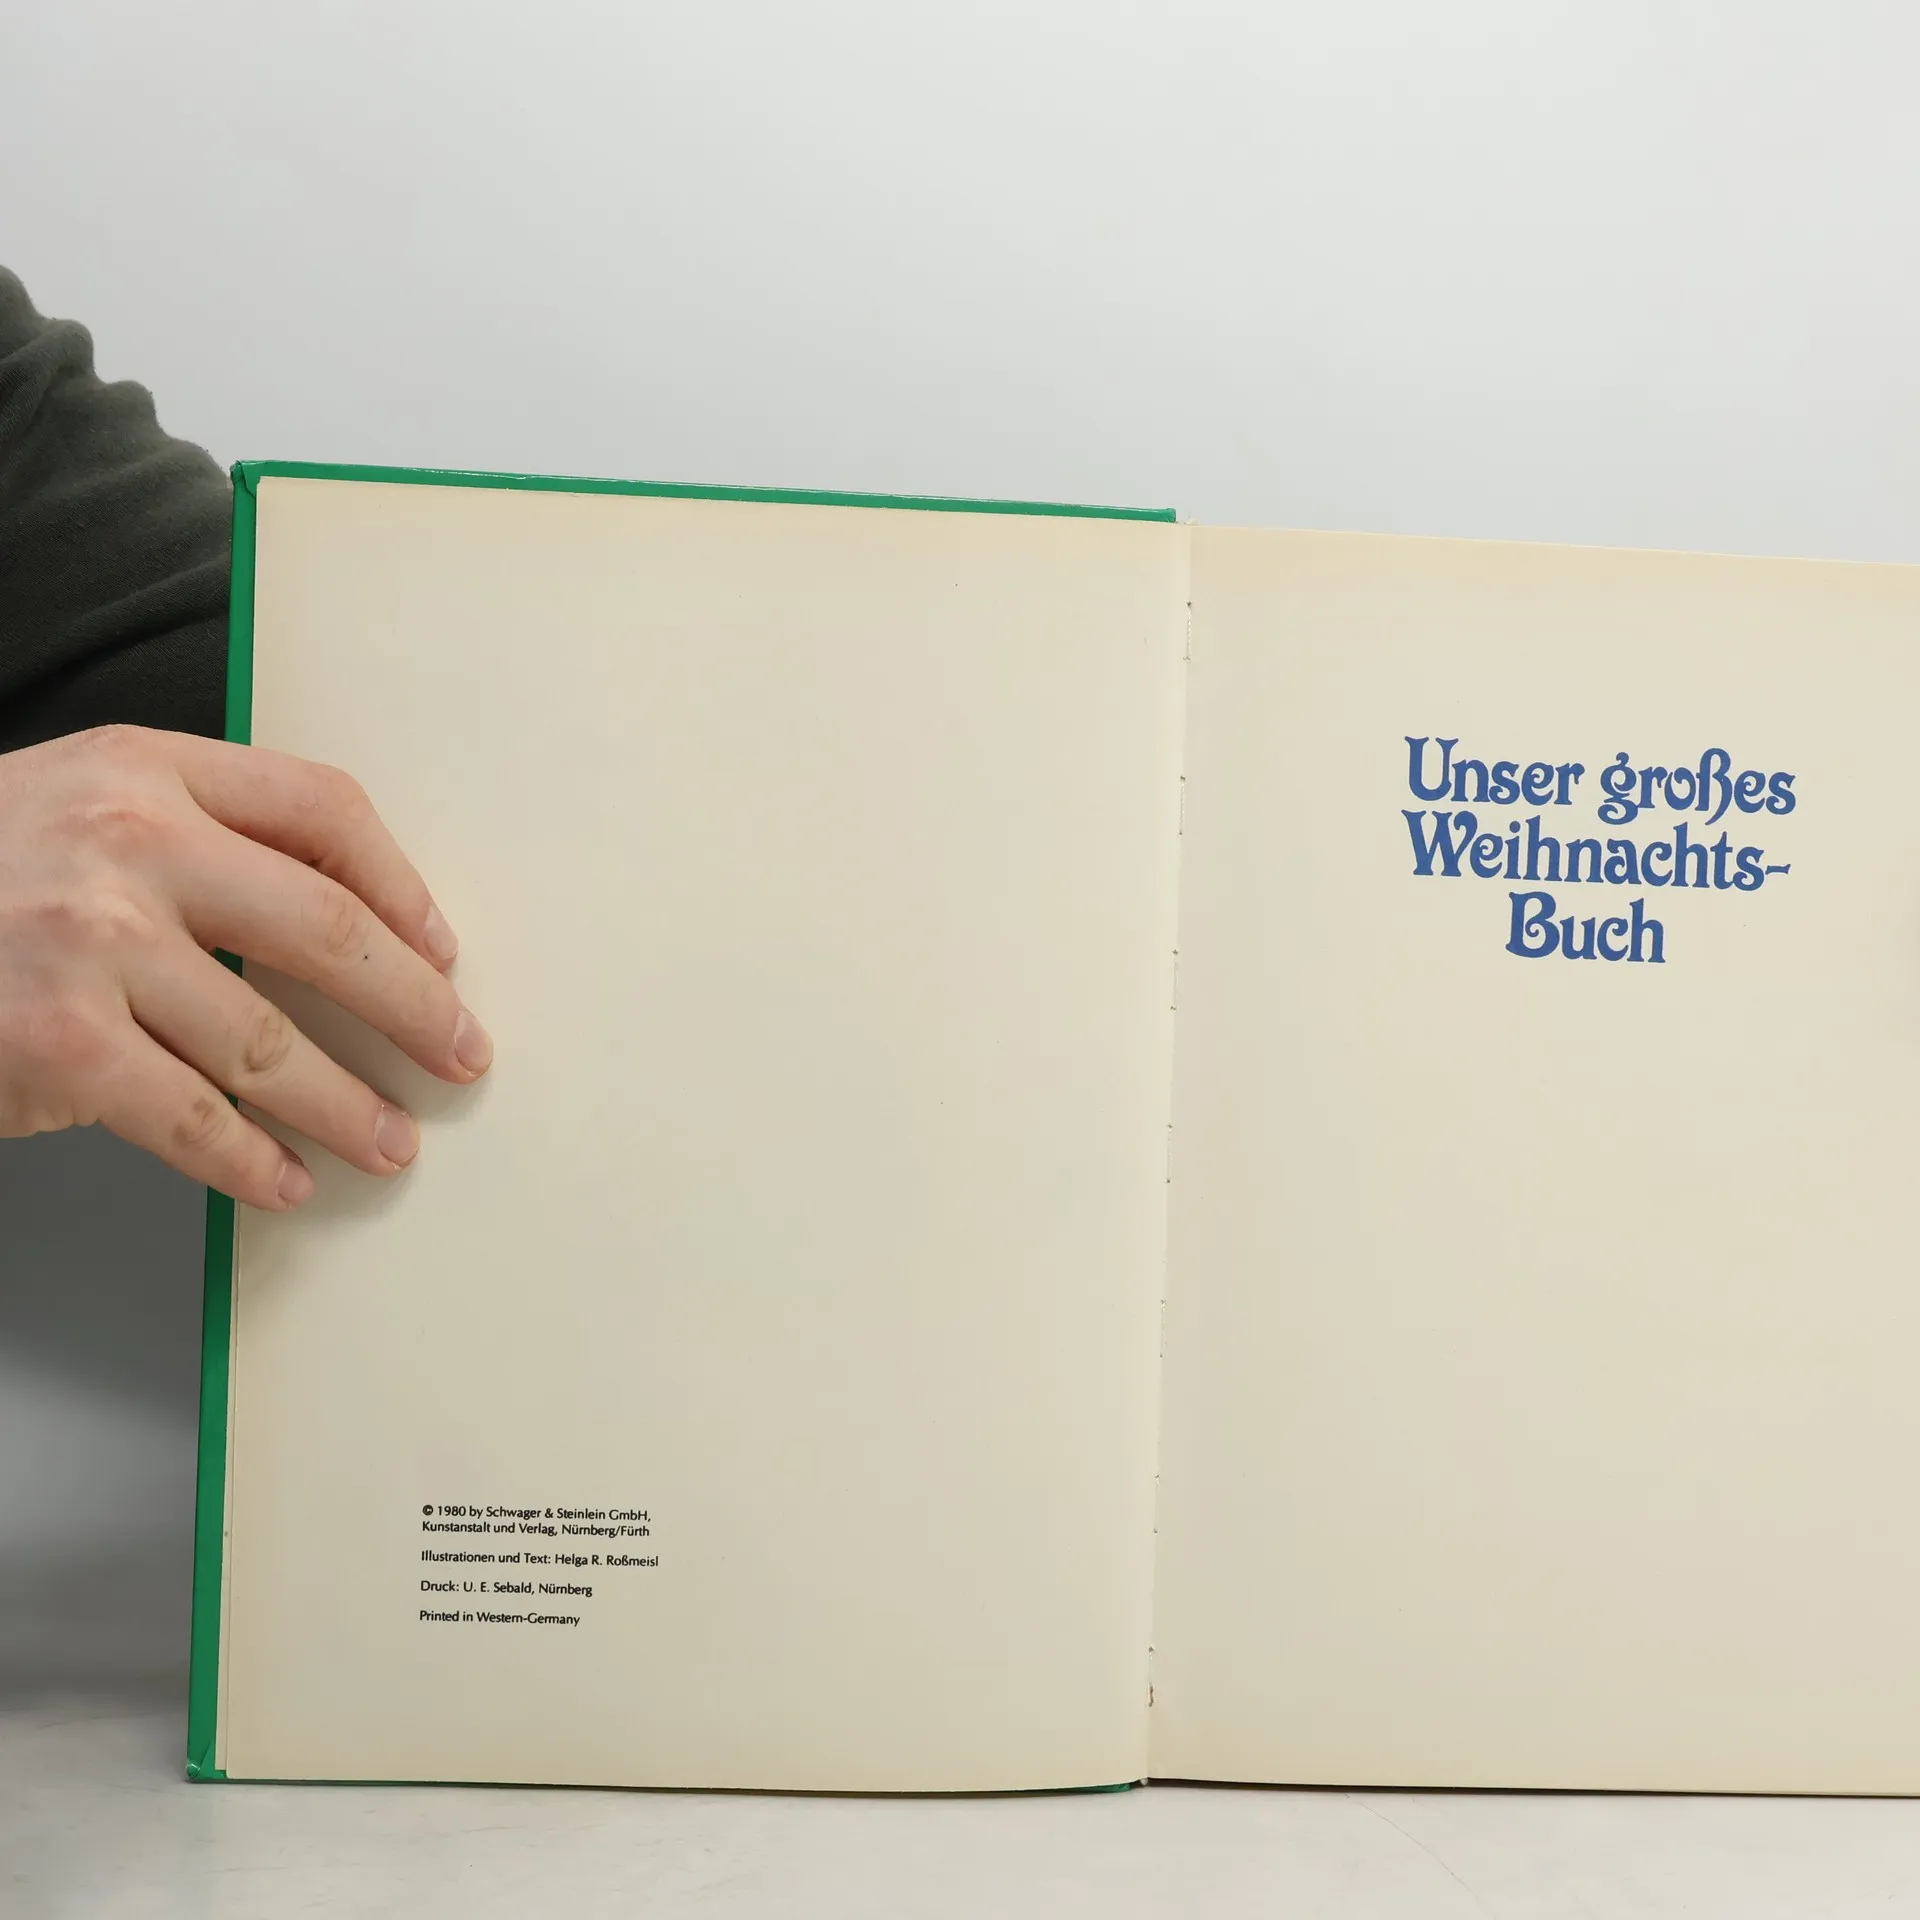 © 1980 by Schwager & Steinlein GmbH,
Kunstanstalt und Verlag, Nürnberg/Fürth
Illustrationen und Text: Helga R. Roßmeisl
Druck: U. E. Sebald, Nürnberg
Printed in Western-Germany
Unser großes
Weihnachts-
Buch